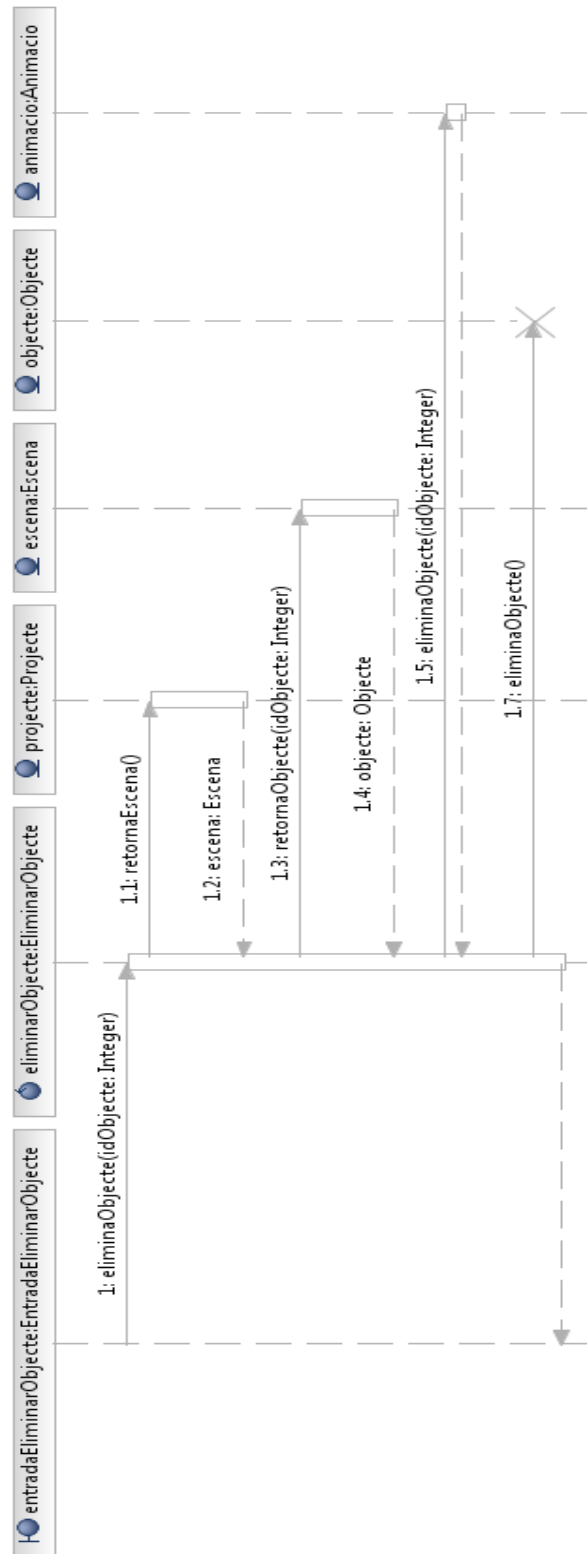 entradaEliminarObjecte:EntradaEliminarObjecte
eliminarObjecte:EliminarObjecte
projecte:Projecte
escena:Escena
objecte:Objecte
animacio:Animacio
1: eliminaObjecte(idObjecte: Integer)
1.1: retornaEscena()
1.2: escena: Escena
1.3: retornaObjecte(idObjecte: Integer)
1.4: objecte: Objecte
1.5: eliminaObjecte(idObjecte: Integer)
1.7: eliminaObjecte()